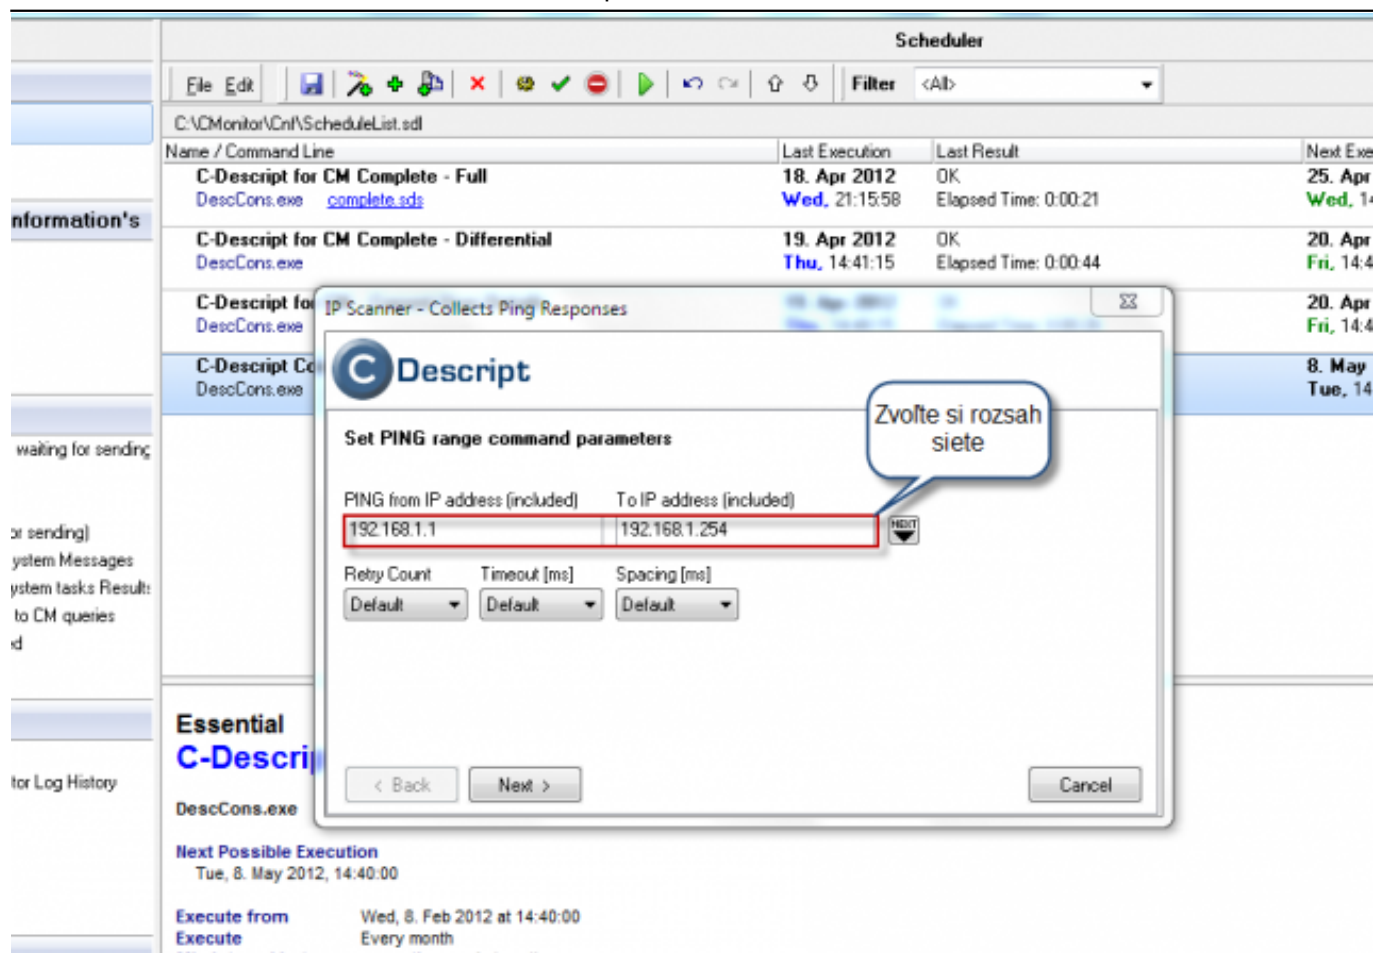 Scheduler
File Edit Filter <All>
C:\CMonitor\Cnf\ScheduleList.sdl
Name / Command Line Last Execution Last Result Next Exe
C-Descript for CM Complete - Full 18. Apr 2012 OK 25. Apr
DescCons.exe complete.sds Wed, 21:15:58 Elapsed Time: 0:00:21 Wed, 14
nformation's
C-Descript for CM Complete - Differential 19. Apr 2012 OK 20. Apr
DescCons.exe Thu, 14:41:15 Elapsed Time: 0:00:44 Fri, 14:4
C-Descript fo 20. Apr
DescCons.exe Fri, 14:4
IP Scanner - Collects Ping Responses
C-Descript Co 8. May
DescCons.exe Tue, 14
C Descript
Zvoľte si rozsah
siete
Set PING range command parameters
waiting for sending
PING from IP address (included) To IP address (included)
192.168.1.1 192.168.1.254 NEXT
or sending)
ystem Messages
Retry Count Timeout [ms] Spacing [ms]
ystem tasks Results
Default Default Default
to CM queries
ed
Essential
C-Descrip
tor Log History
< Back Next > Cancel
DescCons.exe
Next Possible Execution
Tue, 8. May 2012, 14:40:00
Execute from Wed, 8. Feb 2012 at 14:40:00
Execute Every month